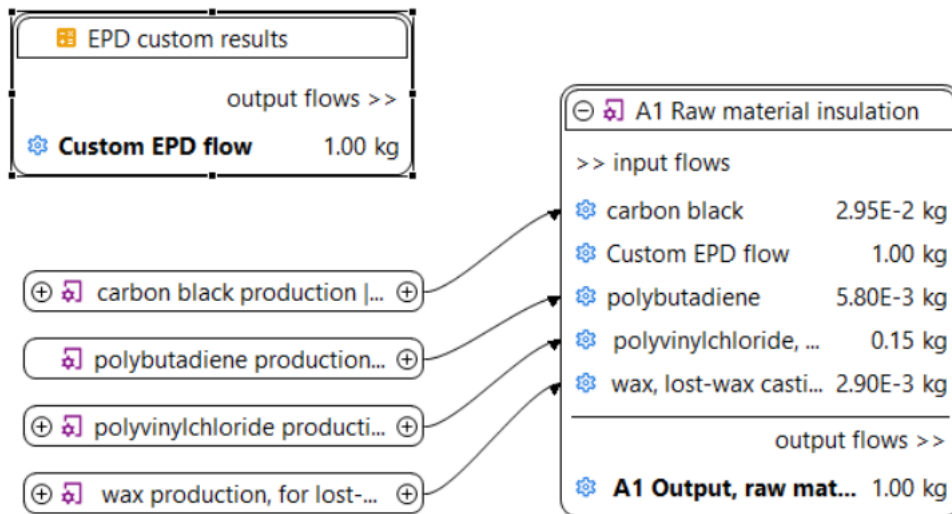 EPD custom results
output flows >>
Custom EPD flow 1.00 kg
A1 Raw material insulation
>> input flows
carbon black 2.95E-2 kg
Custom EPD flow 1.00 kg
polybutadiene 5.80E-3 kg
polyvinylchloride, ... 0.15 kg
wax, lost-wax casti... 2.90E-3 kg
output flows >>
A1 Output, raw mat... 1.00 kg
carbon black production |...
polybutadiene production...
polyvinylchloride producti...
wax production, for lost-...